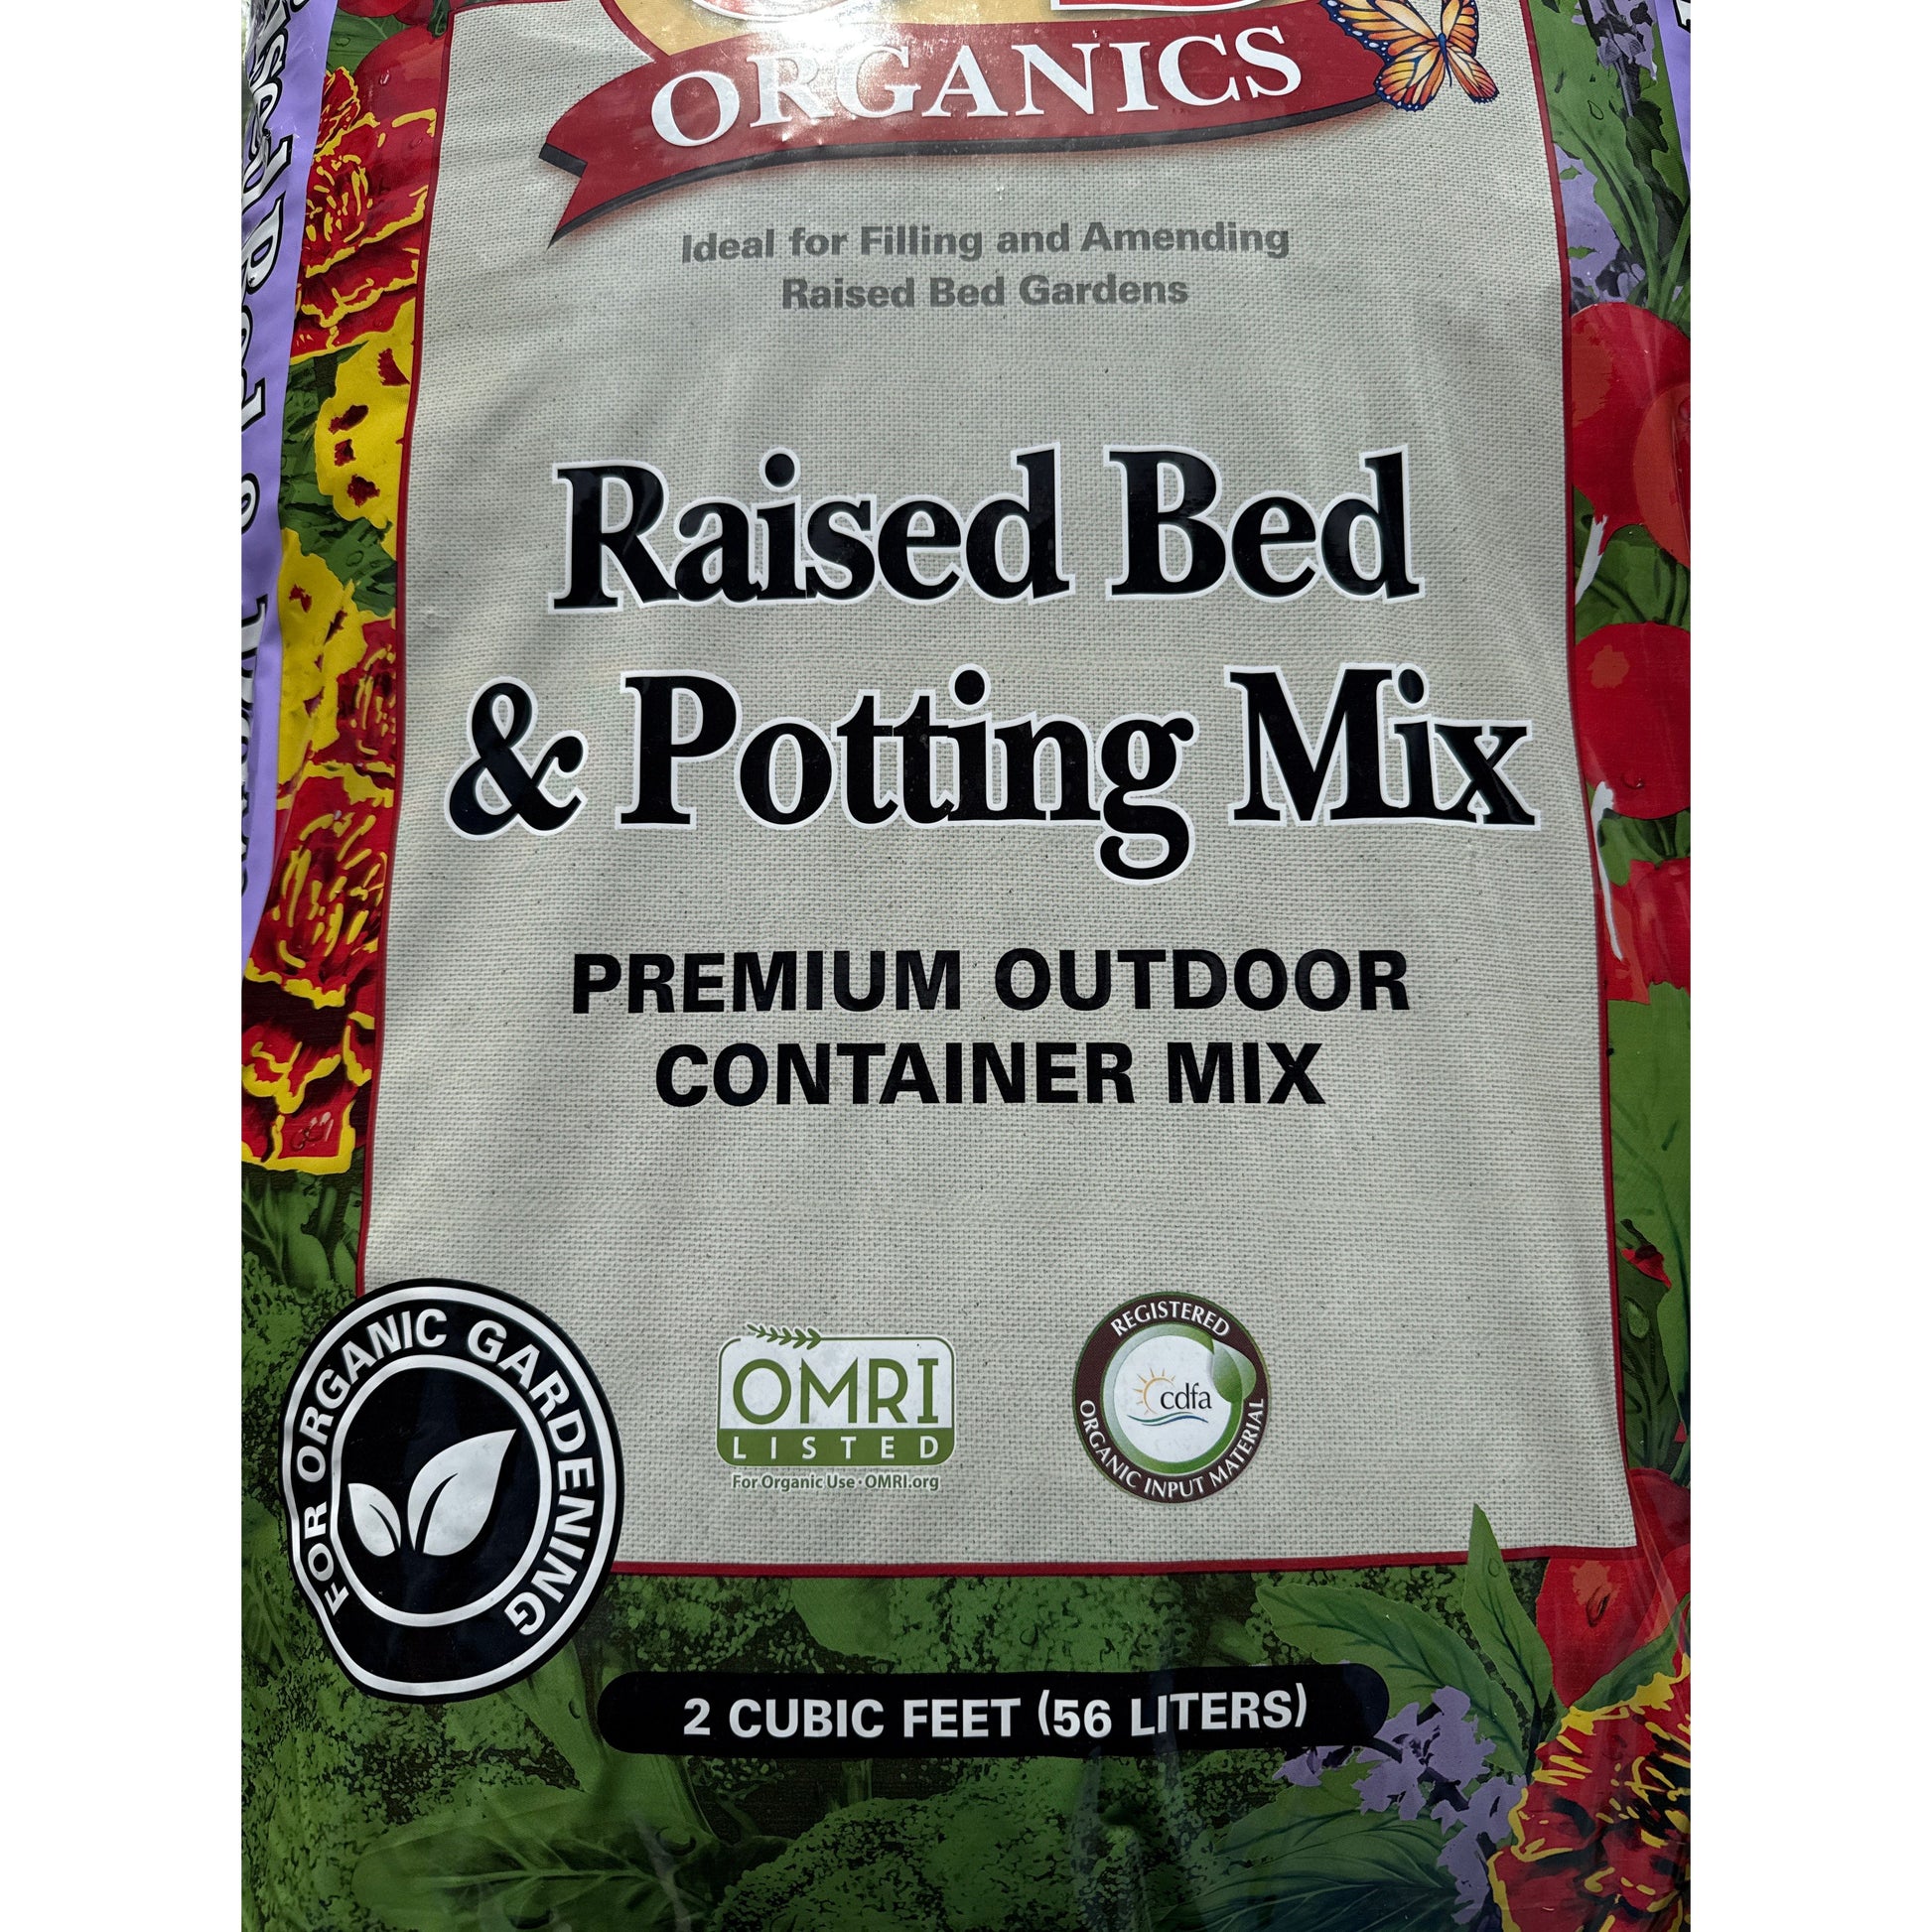 ORGANICS
Ideal for Filling and Amending
Raised Bed Gardens
Raised Bed
& Potting Mix
PREMIUM OUTDOOR
CONTAINER MIX
FOR ORGANIC GARDENING
OMRI
LISTED
For Organic Use · OMRI.org
REGISTERED
cdfa
ORGANIC INPUT MATERIAL
2 CUBIC FEET (56 LITERS)